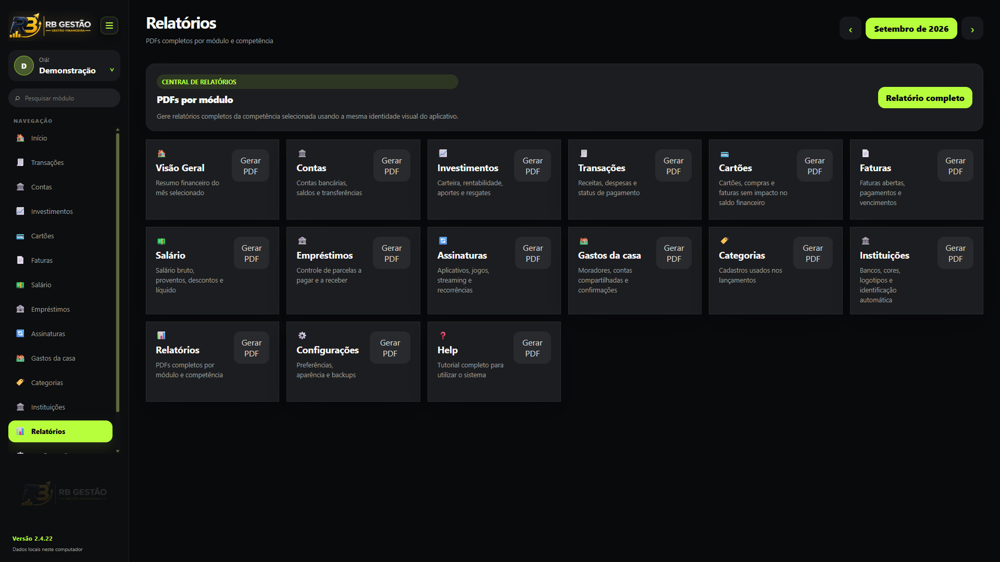 RB GESTÃO
GESTÃO FINANCEIRA
Olá!
D
Demonstração
Pesquisar módulo
NAVEGAÇÃO
Início
Transações
Contas
Investimentos
Cartões
Faturas
Salário
Empréstimos
Assinaturas
Gastos da casa
Categorias
Instituições
Relatórios
RB GESTÃO
GESTÃO FINANCEIRA
Versão 2.4.22
Dados locais neste computador
Relatórios
PDFs completos por módulo e competência
‹
Setembro de 2026
›
CENTRAL DE RELATÓRIOS
PDFs por módulo
Gere relatórios completos da competência selecionada usando a mesma identidade visual do aplicativo.
Relatório completo
Visão Geral
Resumo financeiro do
mês selecionado
Gerar
PDF
Contas
Contas bancárias,
saldos e transferências
Gerar
PDF
Investimentos
Carteira, rentabilidade,
aportes e resgates
Gerar
PDF
Transações
Receitas, despesas e
status de pagamento
Gerar
PDF
Cartões
Cartões, compras e
faturas sem impacto no
saldo financeiro
Gerar
PDF
Faturas
Faturas abertas,
pagamentos e
vencimentos
Gerar
PDF
Salário
Salário bruto,
proventos, descontos e
líquido
Gerar
PDF
Empréstimos
Controle de parcelas a
pagar e a receber
Gerar
PDF
Assinaturas
Aplicativos, jogos,
streaming e
recorrências
Gerar
PDF
Gastos da casa
Moradores, contas
compartilhadas e
confirmações
Gerar
PDF
Categorias
Cadastros usados nos
lançamentos
Gerar
PDF
Instituições
Bancos, cores,
logotipos e
identificação
automática
Gerar
PDF
Relatórios
PDFs completos por
módulo e competência
Gerar
PDF
Configurações
Preferências,
aparência e backups
Gerar
PDF
Help
Tutorial completo para
utilizar o sistema
Gerar
PDF